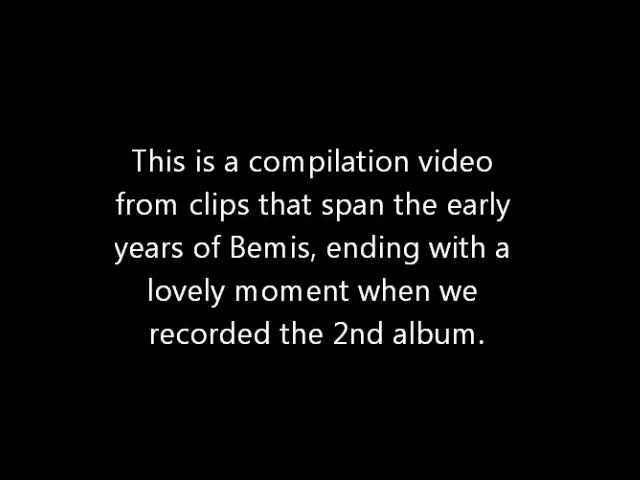 This is a compilation video
from clips that span the early
years of Bemis, ending with a
lovely moment when we
recorded the 2nd album.